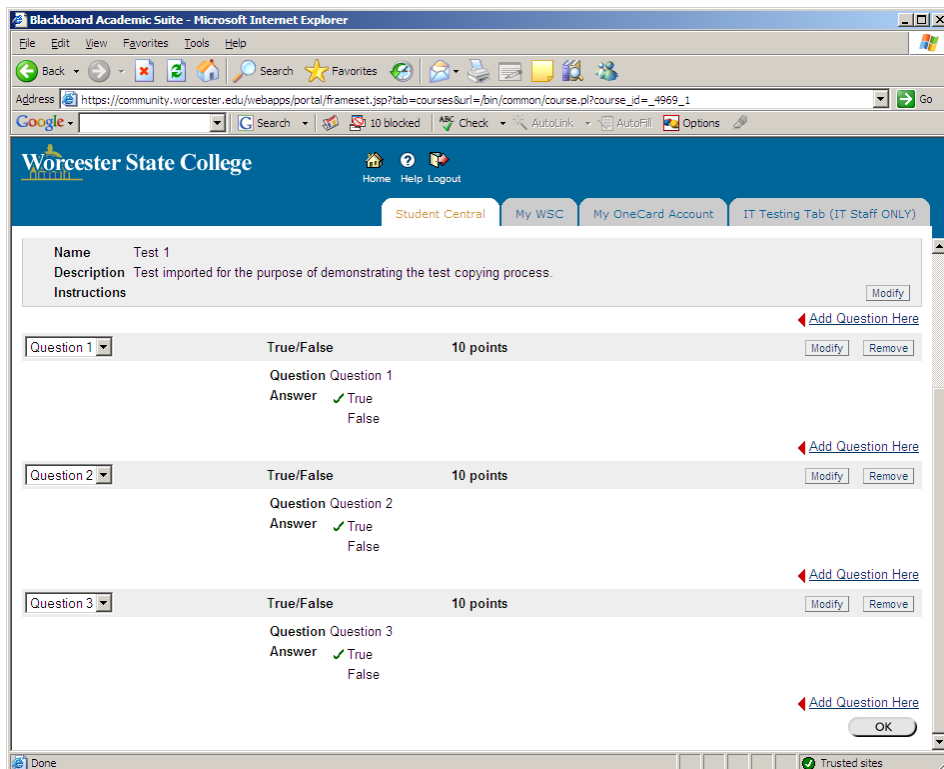 Blackboard Academic Suite - Microsoft Internet Explorer
File Edit View Favorites Tools Help
Back Search Favorites
Address https://community.worcester.edu/webapps/portal/frameset.jsp?tab=courses&url=/bin/common/course.pl?course_id=_4969_1 Go
Google Search 10 blocked ABC Check AutoLink AutoFill Options
Worcester State College
Home Help Logout
Student Central My WSC My OneCard Account IT Testing Tab (IT Staff ONLY)
Name Test 1
Description Test imported for the purpose of demonstrating the test copying process.
Instructions Modify
Add Question Here
Question 1 True/False 10 points Modify Remove
Question Question 1
Answer True
False
Add Question Here
Question 2 True/False 10 points Modify Remove
Question Question 2
Answer True
False
Add Question Here
Question 3 True/False 10 points Modify Remove
Question Question 3
Answer True
False
Add Question Here
OK
Done Trusted sites